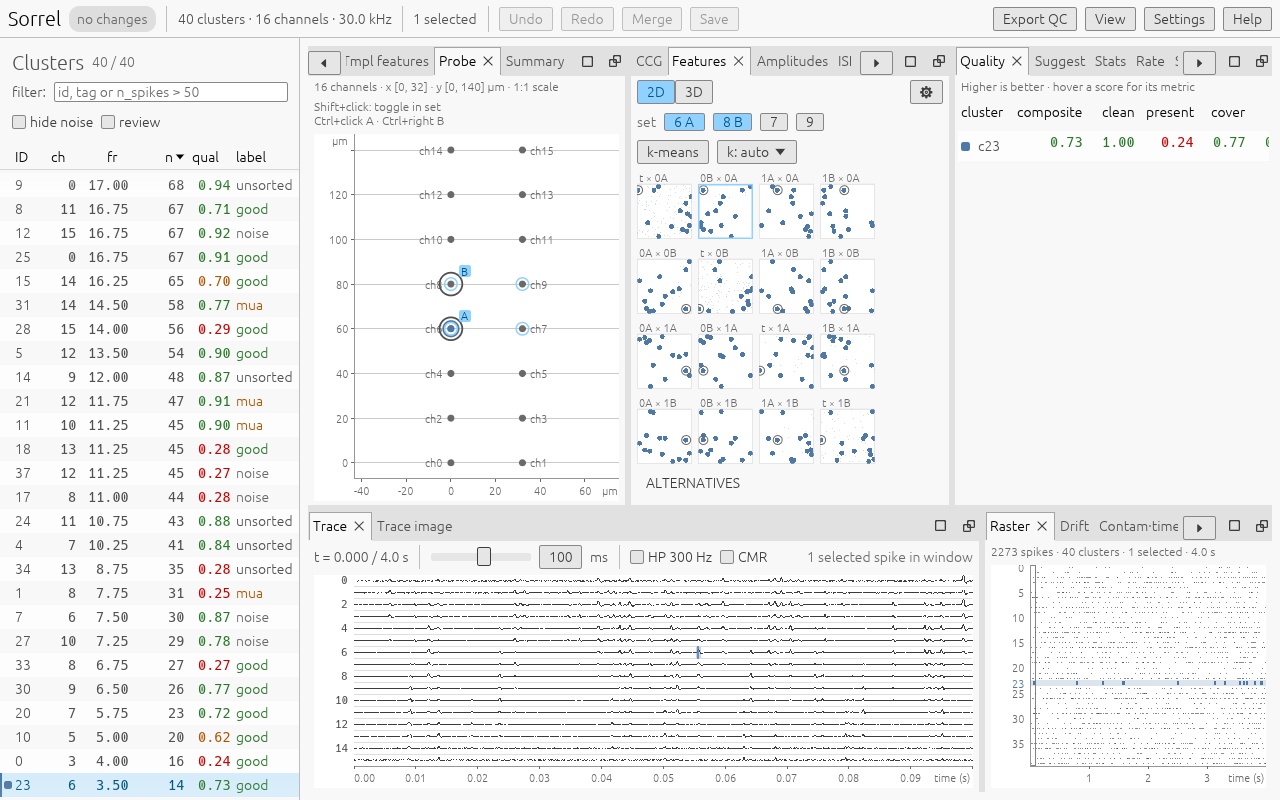 Sorrel no changes 40 clusters · 16 channels · 30.0 kHz 1 selected Undo Redo Merge Save Export QC View Settings Help
Clusters 40 / 40
filter: id, tag or n_spikes > 50
hide noise review
ID ch fr n qual label
9 0 17.00 68 0.94 unsorted
8 11 16.75 67 0.71 good
12 15 16.75 67 0.92 noise
25 0 16.75 67 0.91 good
15 14 16.25 65 0.70 good
31 14 14.50 58 0.77 mua
28 15 14.00 56 0.29 good
5 12 13.50 54 0.90 good
14 9 12.00 48 0.87 unsorted
21 12 11.75 47 0.91 mua
11 10 11.25 45 0.90 mua
18 13 11.25 45 0.28 good
37 12 11.25 45 0.27 noise
17 8 11.00 44 0.28 noise
24 11 10.75 43 0.88 unsorted
4 7 10.25 41 0.84 unsorted
34 13 8.75 35 0.28 unsorted
1 8 7.75 31 0.25 mua
7 6 7.50 30 0.87 noise
27 10 7.25 29 0.78 noise
33 8 6.75 27 0.27 good
30 9 6.50 26 0.77 good
20 7 5.75 23 0.72 good
10 5 5.00 20 0.62 good
0 3 4.00 16 0.24 good
23 6 3.50 14 0.73 good
features Probe Summary
16 channels · x [0, 32] · y [0, 140] µm · 1:1 scale
Shift+click: toggle in set
Ctrl+click A · Ctrl+right B
µm
ch14 ch15
120 ch12 ch13
100 ch10 ch11
B
80 ch9
A
60 ch7
40 ch4 ch5
20 ch2 ch3
0 ch0 ch1
-40 -20 0 20 40 60 µm
CCG Features Amplitudes ISI
2D 3D
set 6 A 8 B 7 9
k-means k: auto
t × 0A 0B × 0A 1A × 0A 1B × 0A
0A × 0B t × 0B 1A × 0B 1B × 0B
0A × 1A 0B × 1A t × 1A 1B × 1A
0A × 1B 0B × 1B 1A × 1B t × 1B
ALTERNATIVES
Quality Suggest Stats Rate
Higher is better · hover a score for its metric
cluster composite clean present cover
c23 0.73 1.00 0.24 0.77
Trace Trace image
t = 0.000 / 4.0 s 100 ms HP 300 Hz CMR 1 selected spike in window
0
2
4
6
8
10
12
14
0.00 0.01 0.02 0.03 0.04 0.05 0.06 0.07 0.08 0.09 time (s)
Raster Drift Contam-time
2273 spikes · 40 clusters · 1 selected · 4.0 s
0
5
10
15
20
23
25
30
35
1 2 3 time (s)